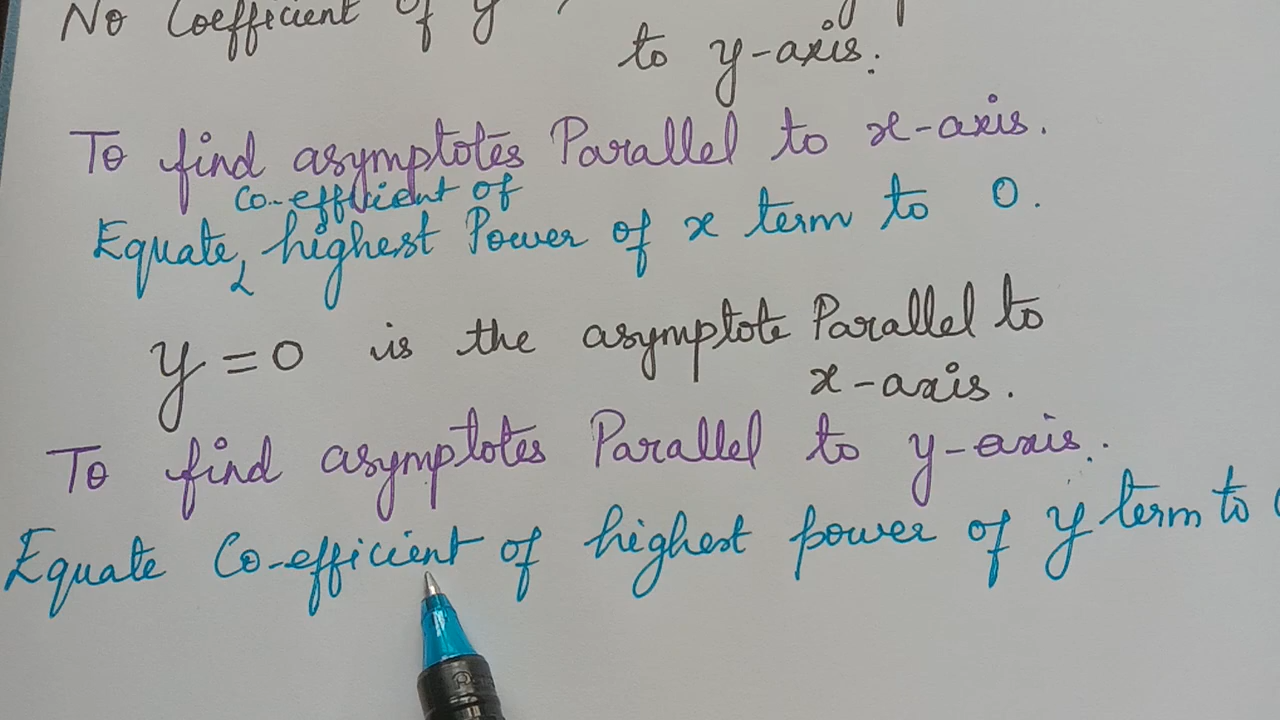 No Coefficient of y
to y-axis.
To find asymptotes Parallel to x-axis.
Co-efficient of
Equate highest Power of x term to 0.
y = 0 is the asymptote Parallel to
x-axis.
To find asymptotes Parallel to y-axis.
Equate Co-efficient of highest power of y term to